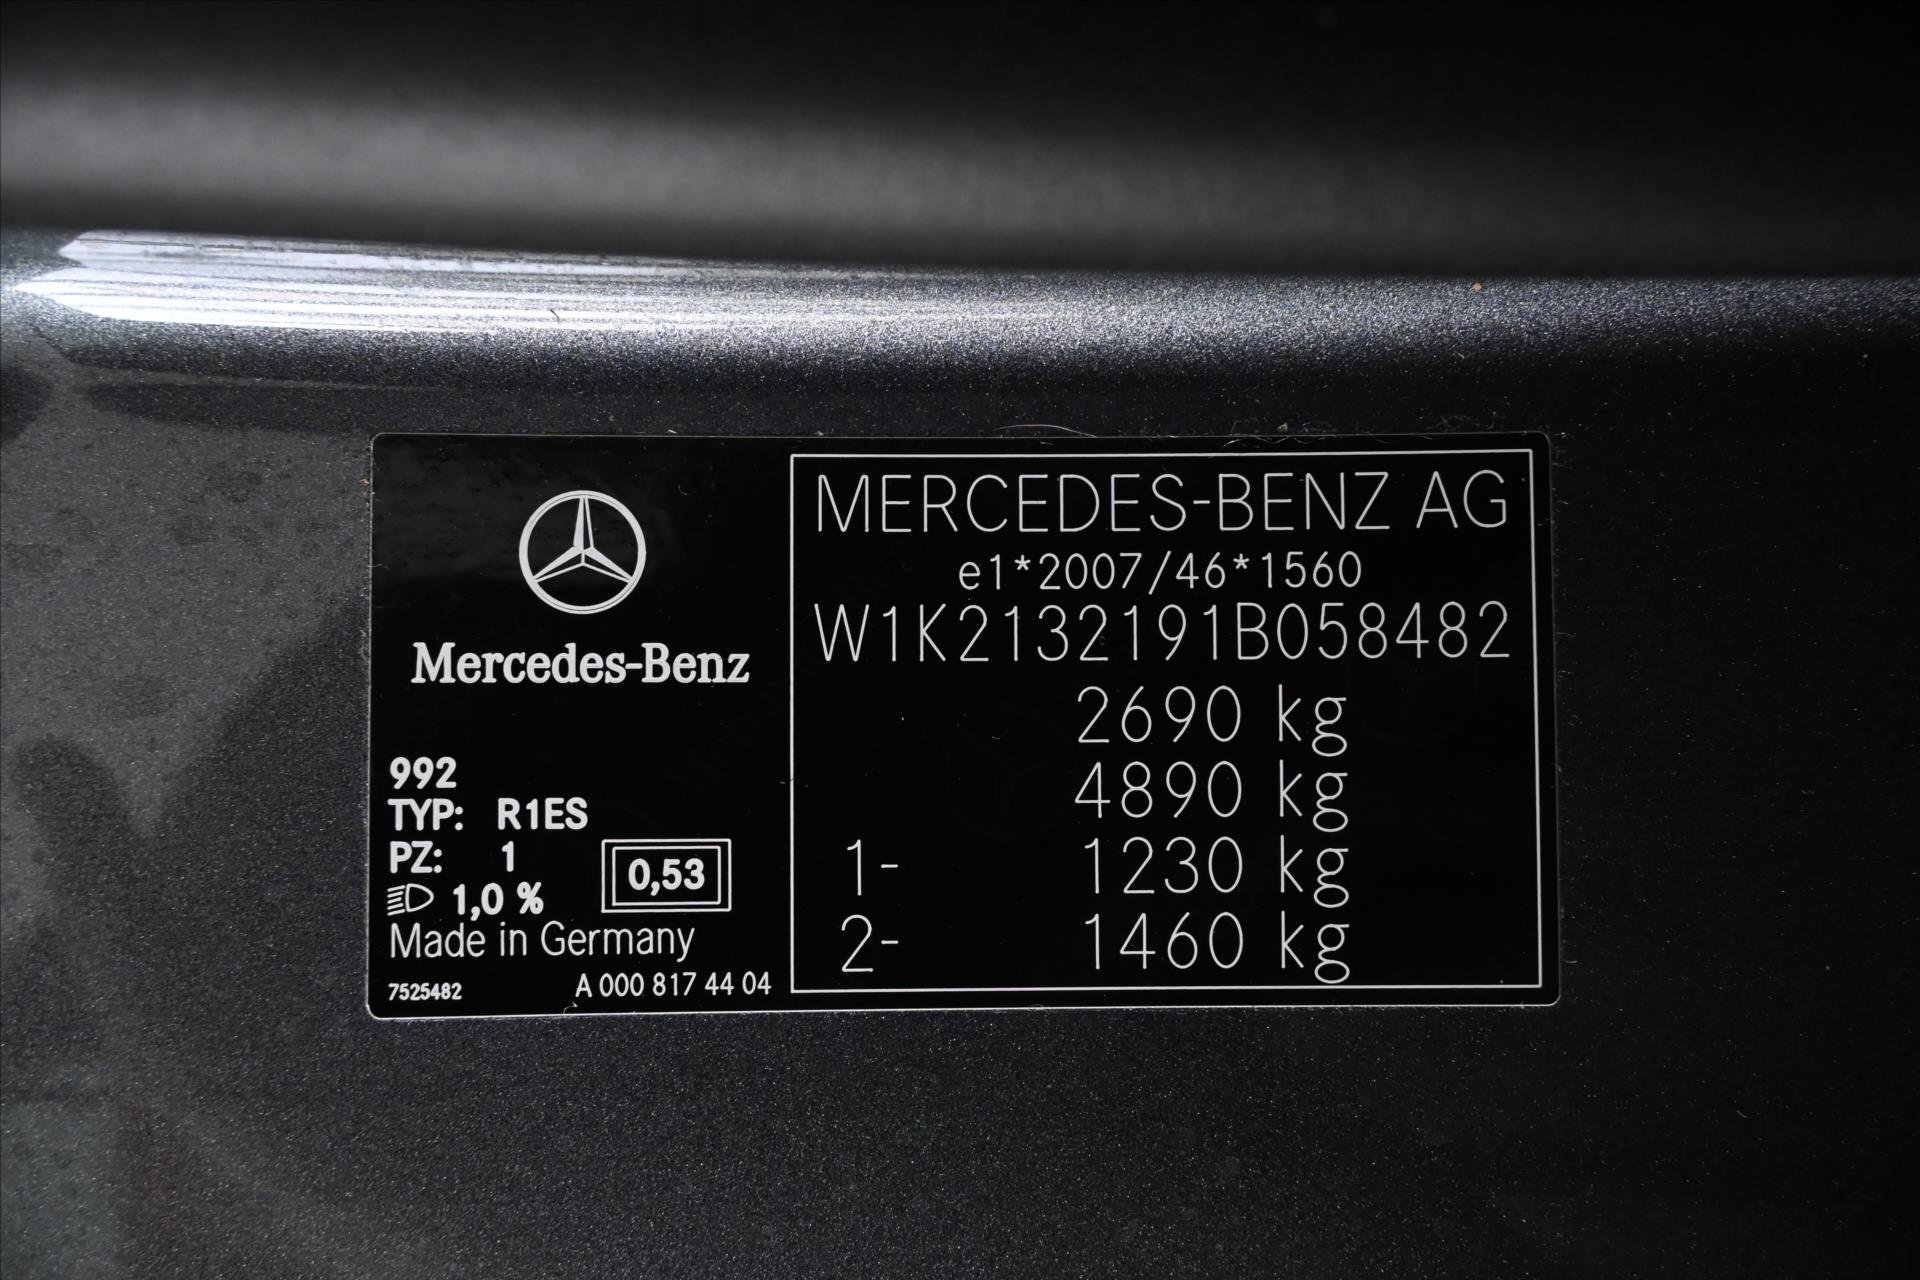 Mercedes-Benz
992
TYP: R1ES
PZ: 1
1,0 %
0,53
Made in Germany
7525482 A 000 817 44 04
MERCEDES-BENZ AG
e1*2007/46*1560
W1K2132191B058482
2690 kg
4890 kg
1- 1230 kg
2- 1460 kg